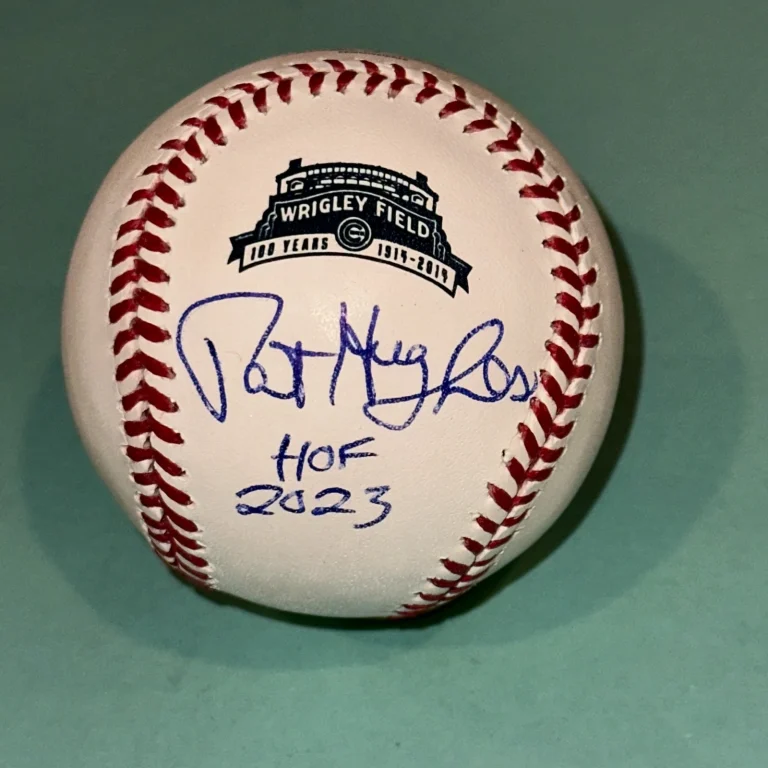 WRIGLEY FIELD
100 YEARS 1914-2014
Pat Hughes
HOF
2023